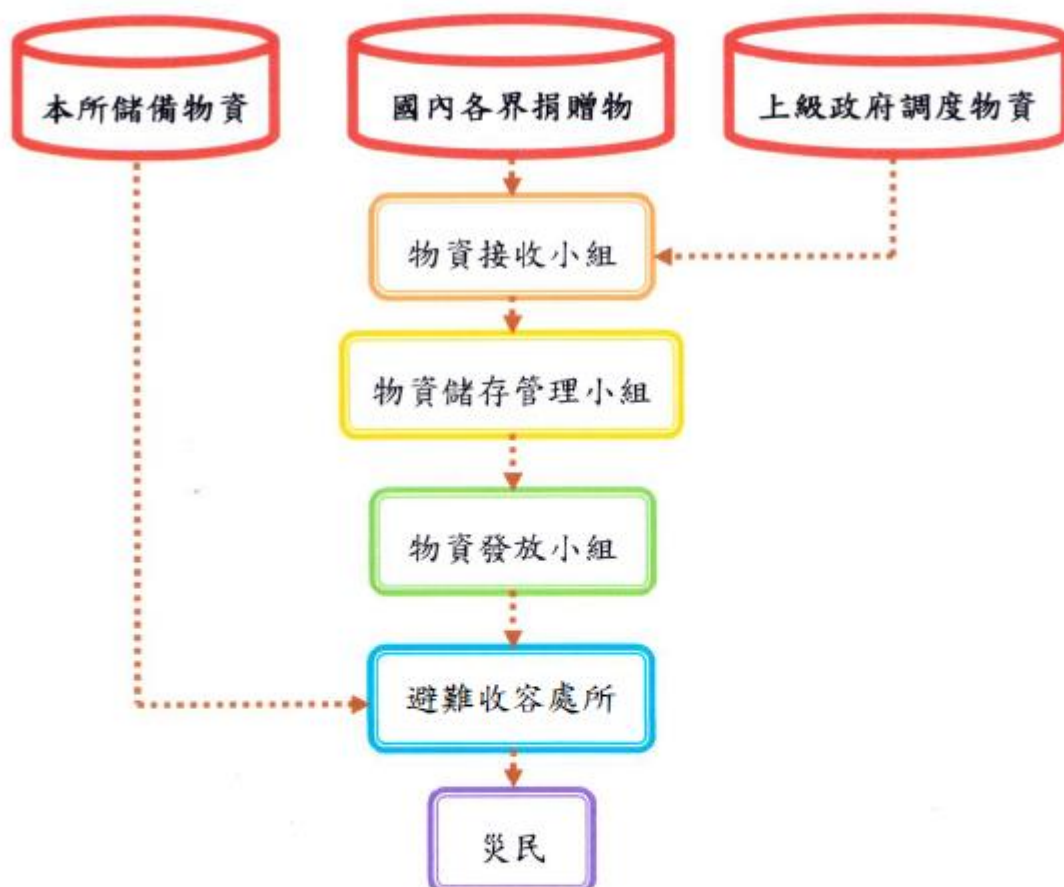 本所儲備物資
國內各界捐贈物
上級政府調度物資
物資接收小組
物資儲存管理小組
物資發放小組
避難收容處所
災民